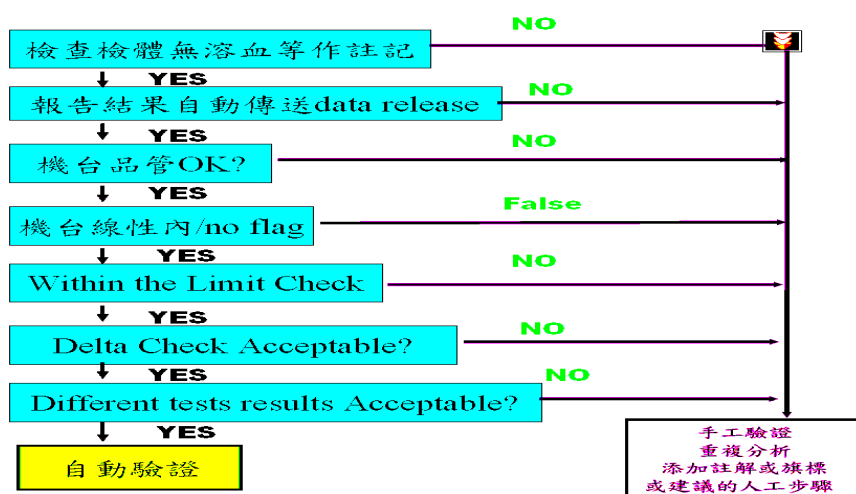 NO
檢查檢體無溶血等作註記
YES
NO
報告結果自動傳送data release
YES
NO
機台品管OK?
YES
False
機台線性內/no flag
YES
NO
Within the Limit Check
YES
NO
Delta Check Acceptable?
YES
NO
Different tests results Acceptable?
YES
自動驗證
手工驗證
重複分析
添加註解或旗標
或建議的人工步驟